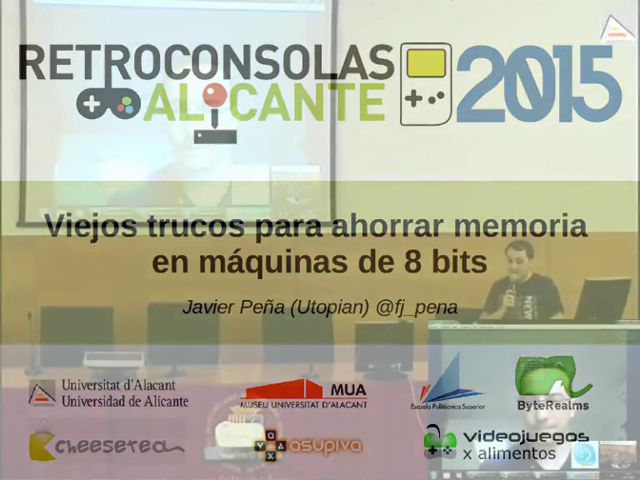 RETROCONSOLAS
ALICANTE
2015
Viejos trucos para ahorrar memoria
en máquinas de 8 bits
Javier Peña (Utopian) @fj_pena
Universitat d'Alacant
Universidad de Alicante
MUA
MUSEU UNIVERSITAT D'ALACANT
Escuela Politécnica Superior
ByteRealms
cheesetea
asupiva
videojuegos
x alimentos